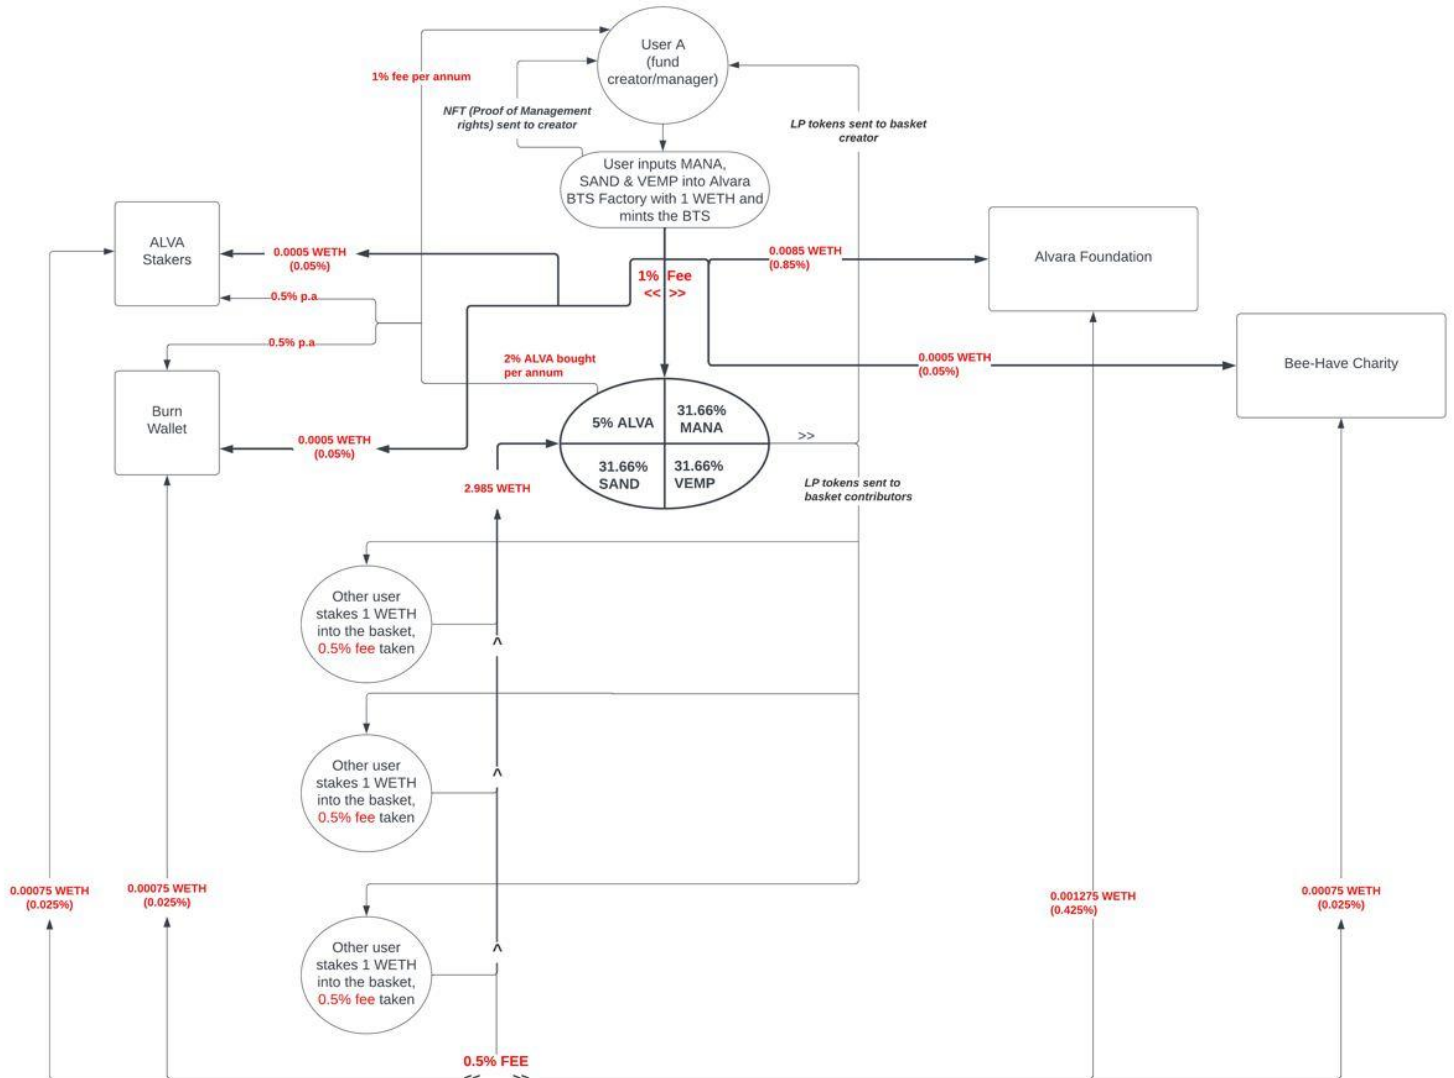 User A
(fund
creator/manager)
1% fee per annum
NFT (Proof of Management
rights) sent to creator
LP tokens sent to basket
creator
User inputs MANA,
SAND & VEMP into Alvara
BTS Factory with 1 WETH and
mints the BTS
ALVA
Stakers
0.0005 WETH
(0.05%)
0.0085 WETH
(0.85%)
Alvara Foundation
1% Fee
<< >>
0.5% p.a
0.5% p.a
2% ALVA bought
per annum
0.0005 WETH
(0.05%)
Bee-Have Charity
Burn
Wallet
0.0005 WETH
(0.05%)
5% ALVA
31.66%
MANA
31.66%
SAND
31.66%
VEMP
>>
2.985 WETH
LP tokens sent to
basket contributors
Other user
stakes 1 WETH
into the basket,
0.5% fee taken
^
Other user
stakes 1 WETH
into the basket,
0.5% fee taken
^
0.00075 WETH
(0.025%)
0.00075 WETH
(0.025%)
0.001275 WETH
(0.425%)
0.00075 WETH
(0.025%)
Other user
stakes 1 WETH
into the basket,
0.5% fee taken
^
0.5% FEE
<< >>